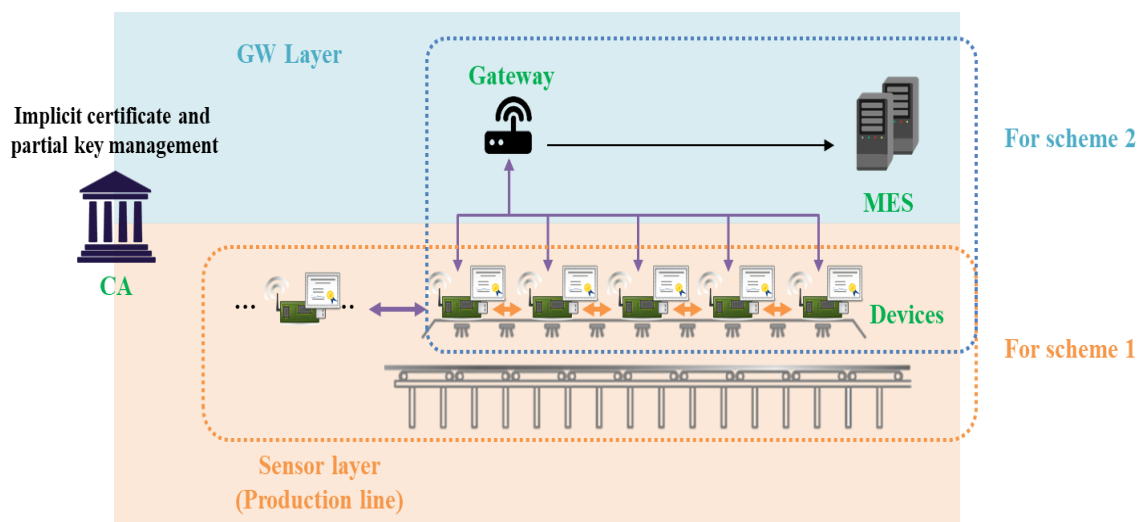 GW Layer
Gateway
Implicit certificate and
partial key management
For scheme 2
MES
CA
...
..
Devices
For scheme 1
Sensor layer
(Production line)